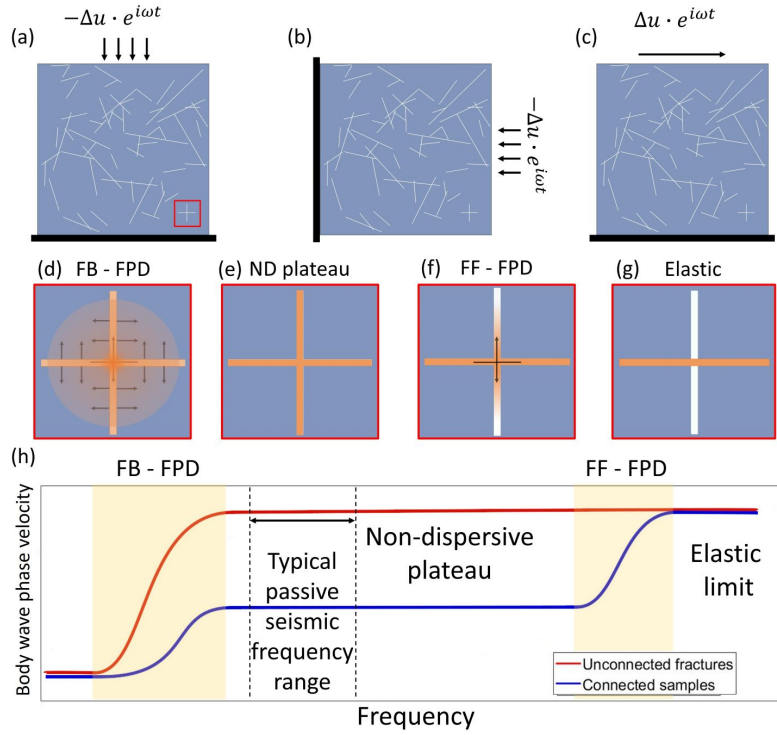 (a)
−Δu · e^{iωt}
(b)
−Δu · e^{iωt}
(c)
Δu · e^{iωt}
(d)
FB - FPD
(e)
ND plateau
(f)
FF - FPD
(g)
Elastic
(h)
FB - FPD
FF - FPD
Body wave phase velocity
Typical
passive
seismic
frequency
range
Non-dispersive
plateau
Elastic
limit
Unconnected fractures
Connected samples
Frequency